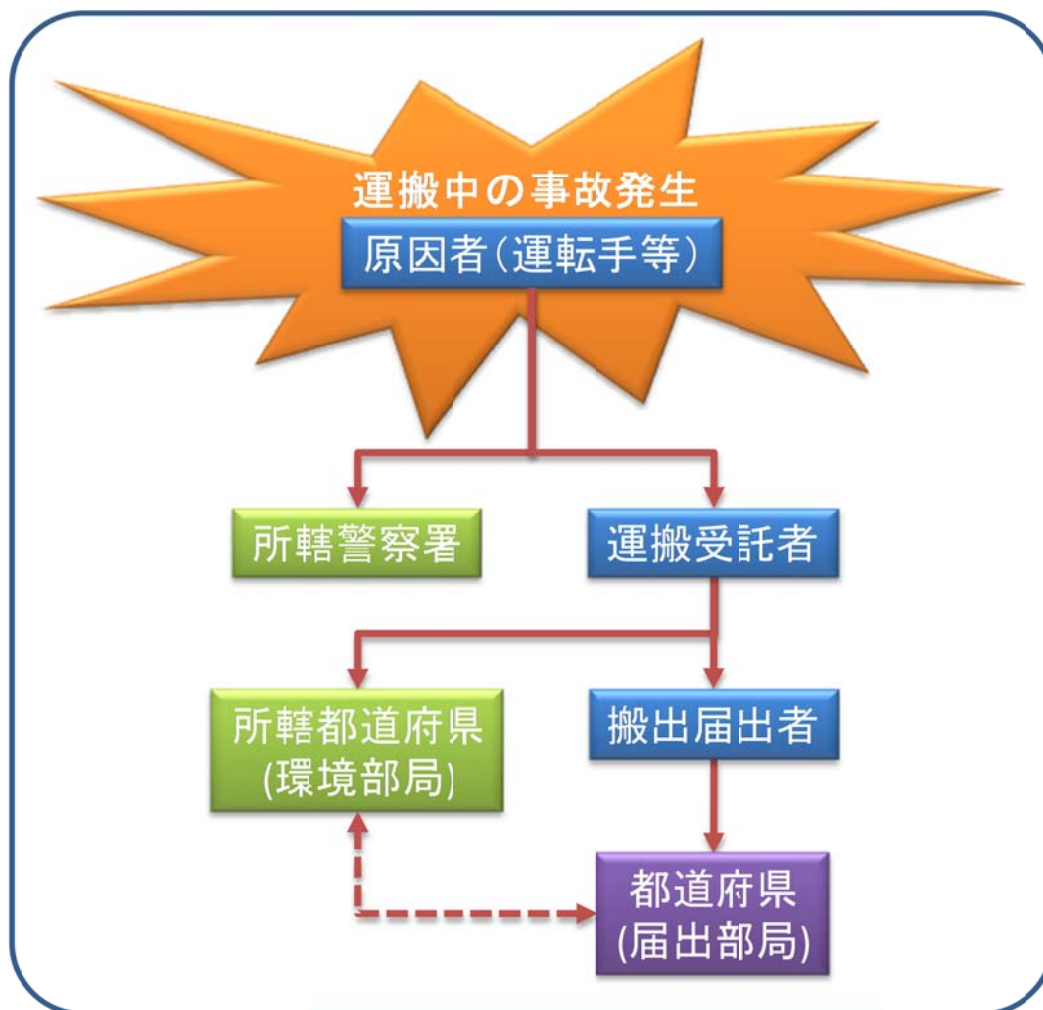 運搬中の事故発生
原因者(運転手等)
所轄警察署
運搬受託者
所轄都道府県
(環境部局)
搬出届出者
都道府県
(届出部局)